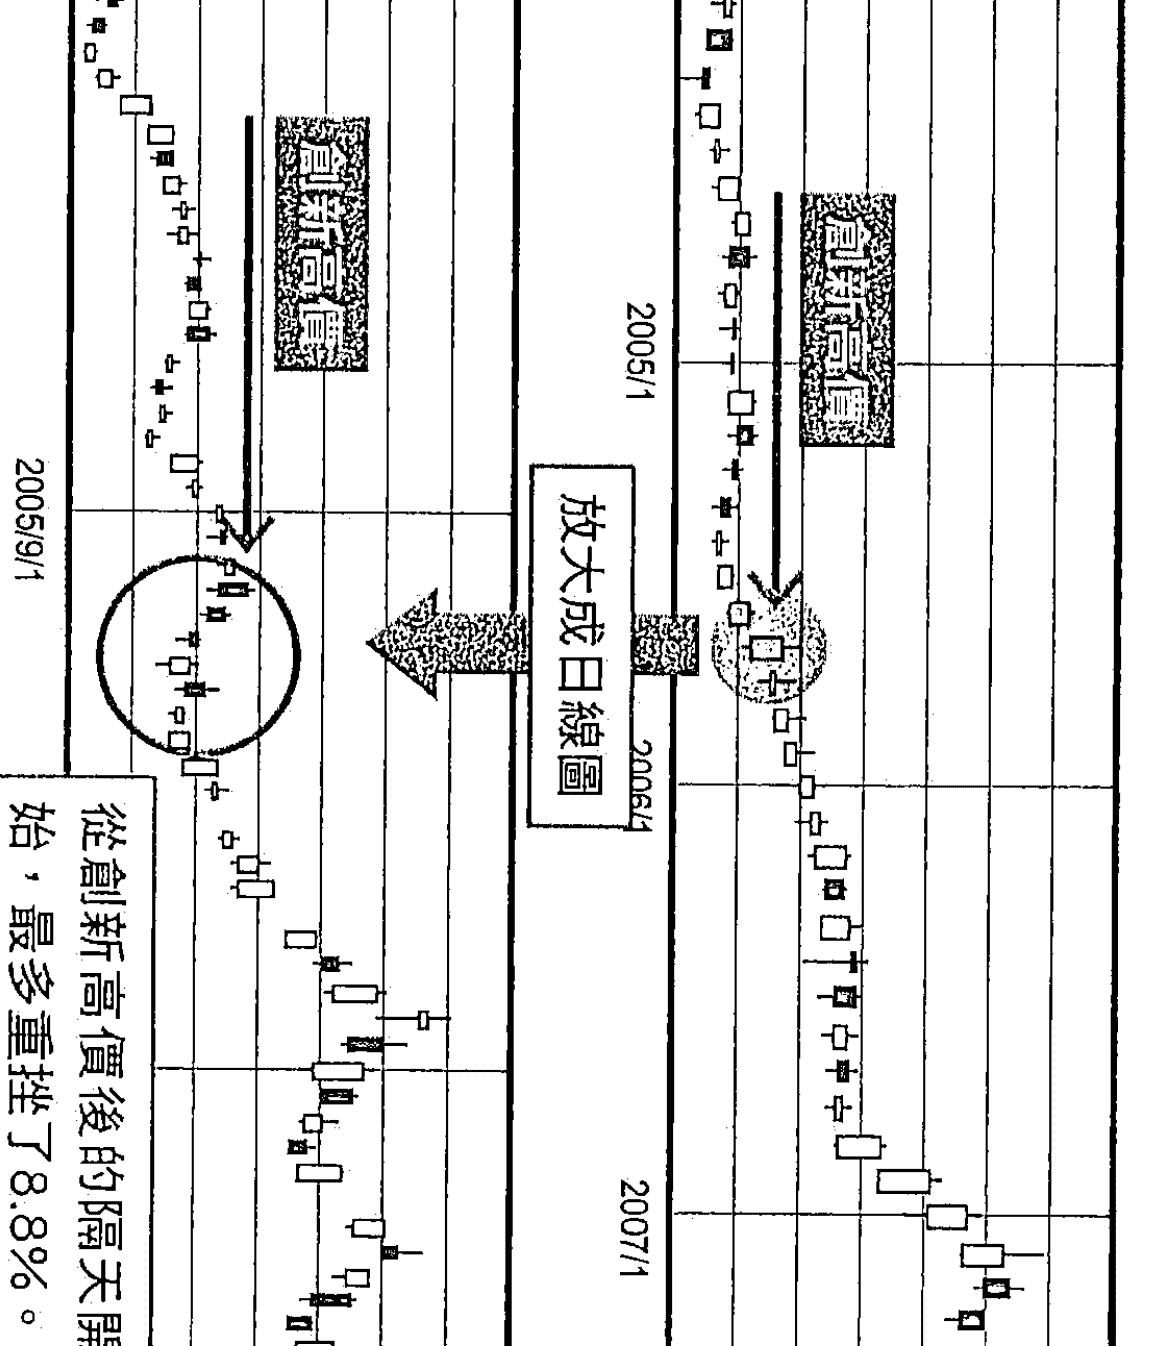 創新高價
2005/1
2006/1
2007/1
放大成日線圖
創新高價
2005/9/1
從創新高價後的隔天開
始，最多重挫了8.8%。